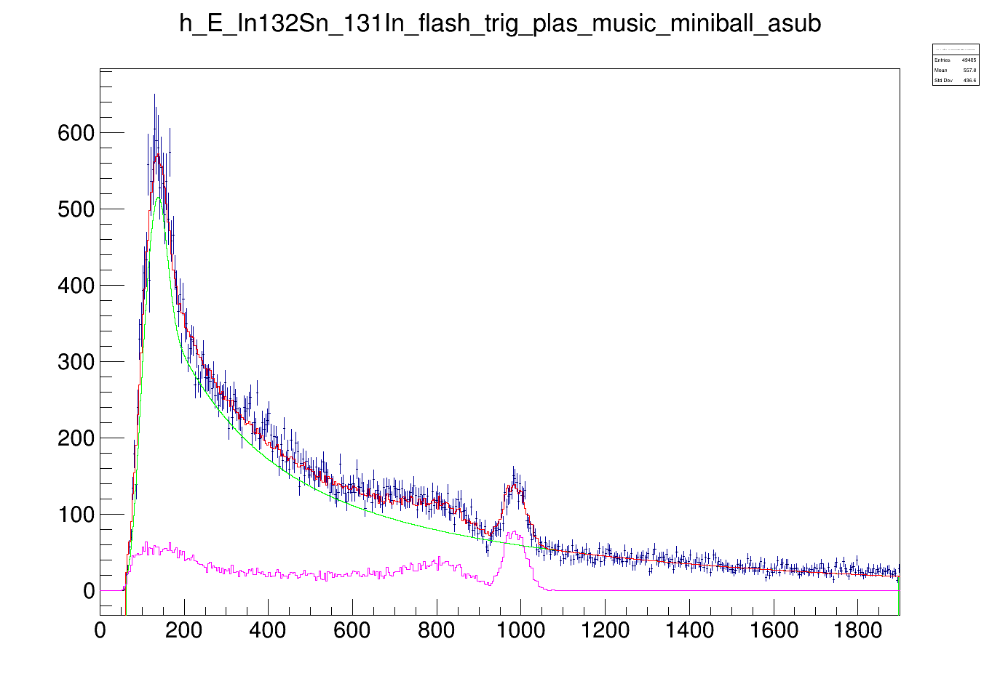 h_E_In132Sn_131In_flash_trig_plas_music_miniball_asub
Entries 49405
Mean 557.8
Std Dev 436.6
600
500
400
300
200
100
0
0 200 400 600 800 1000 1200 1400 1600 1800